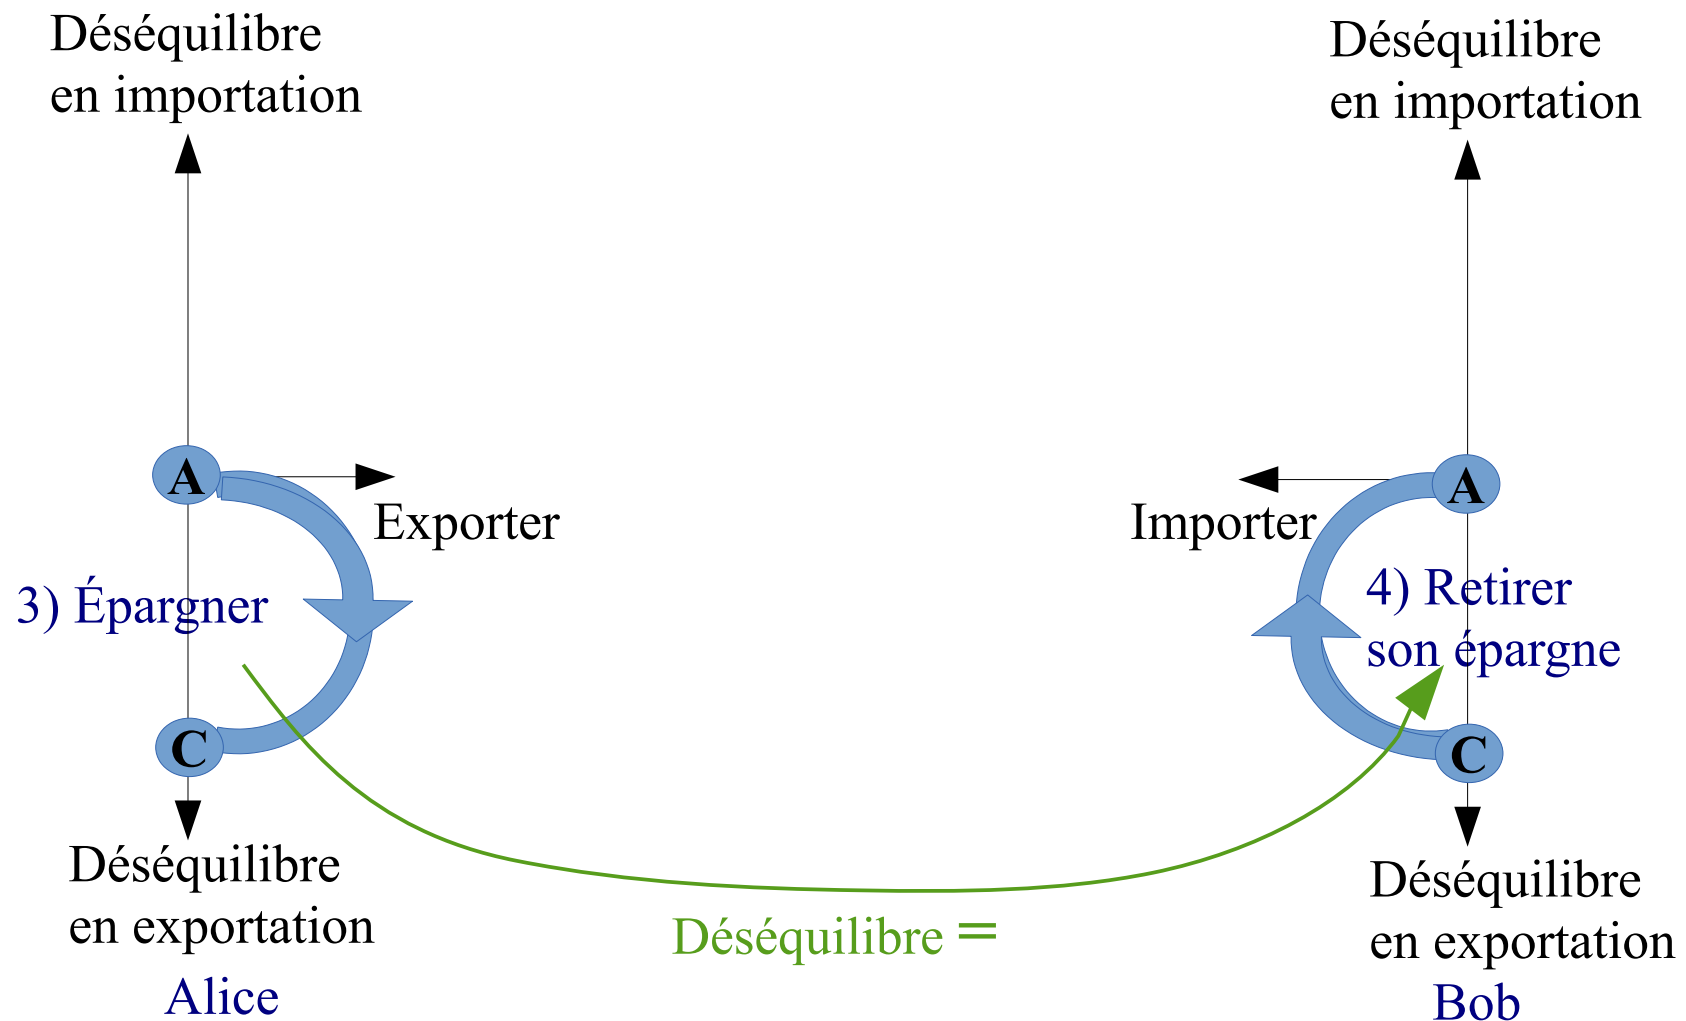 Déséquilibre
en importation
Déséquilibre
en importation
A
Exporter
3) Épargner
C
Déséquilibre
en exportation
Alice
Déséquilibre =
A
Importer
4) Retirer
son épargne
C
Déséquilibre
en exportation
Bob